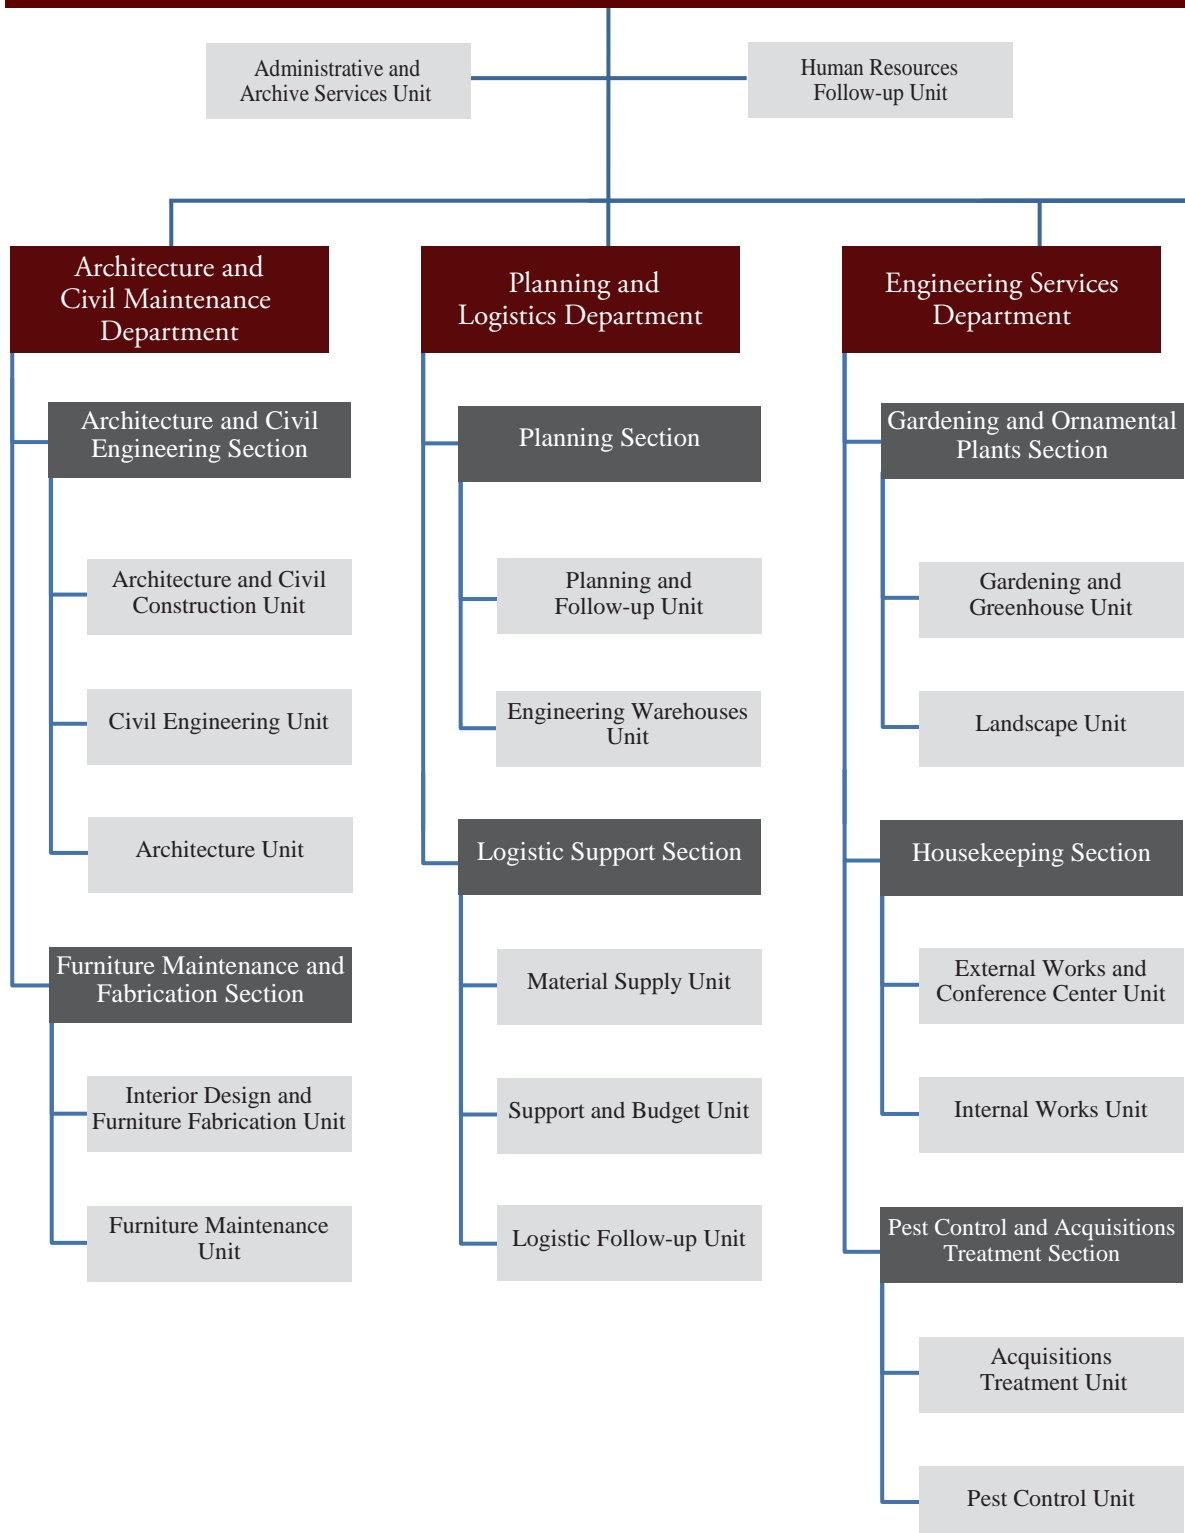 Administrative and
Archive Services Unit
Human Resources
Follow-up Unit
Architecture and
Civil Maintenance
Department
Architecture and Civil
Engineering Section
Architecture and Civil
Construction Unit
Civil Engineering Unit
Architecture Unit
Furniture Maintenance and
Fabrication Section
Interior Design and
Furniture Fabrication Unit
Furniture Maintenance
Unit
Planning and
Logistics Department
Planning Section
Planning and
Follow-up Unit
Engineering Warehouses
Unit
Logistic Support Section
Material Supply Unit
Support and Budget Unit
Logistic Follow-up Unit
Engineering Services
Department
Gardening and Ornamental
Plants Section
Gardening and
Greenhouse Unit
Landscape Unit
Housekeeping Section
External Works and
Conference Center Unit
Internal Works Unit
Pest Control and Acquisitions
Treatment Section
Acquisitions
Treatment Unit
Pest Control Unit